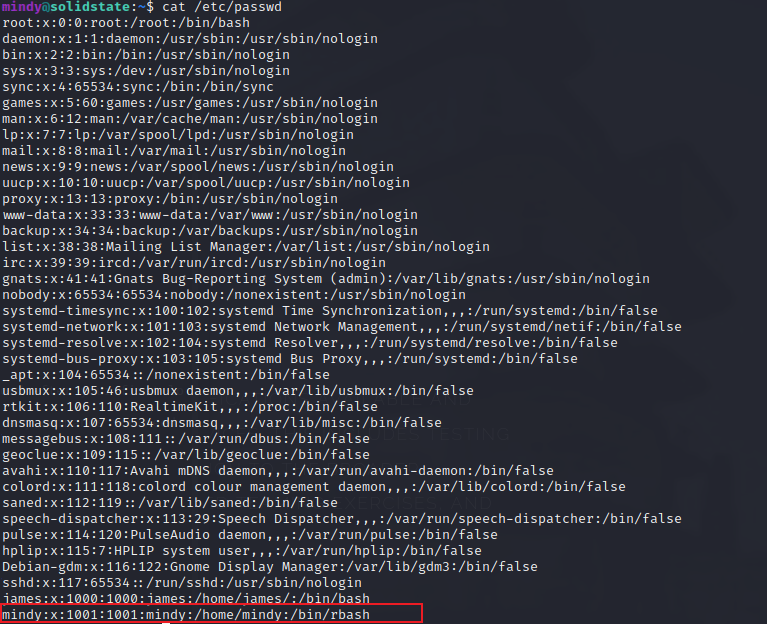 mindy@solidstate:~$ cat /etc/passwd
root:x:0:0:root:/root:/bin/bash
daemon:x:1:1:daemon:/usr/sbin:/usr/sbin/nologin
bin:x:2:2:bin:/bin:/usr/sbin/nologin
sys:x:3:3:sys:/dev:/usr/sbin/nologin
sync:x:4:65534:sync:/bin:/bin/sync
games:x:5:60:games:/usr/games:/usr/sbin/nologin
man:x:6:12:man:/var/cache/man:/usr/sbin/nologin
lp:x:7:7:lp:/var/spool/lpd:/usr/sbin/nologin
mail:x:8:8:mail:/var/mail:/usr/sbin/nologin
news:x:9:9:news:/var/spool/news:/usr/sbin/nologin
uucp:x:10:10:uucp:/var/spool/uucp:/usr/sbin/nologin
proxy:x:13:13:proxy:/bin:/usr/sbin/nologin
www-data:x:33:33:www-data:/var/www:/usr/sbin/nologin
backup:x:34:34:backup:/var/backups:/usr/sbin/nologin
list:x:38:38:Mailing List Manager:/var/list:/usr/sbin/nologin
irc:x:39:39:ircd:/var/run/ircd:/usr/sbin/nologin
gnats:x:41:41:Gnats Bug-Reporting System (admin):/var/lib/gnats:/usr/sbin/nologin
nobody:x:65534:65534:nobody:/nonexistent:/usr/sbin/nologin
systemd-timesync:x:100:102:systemd Time Synchronization,,,:/run/systemd:/bin/false
systemd-network:x:101:103:systemd Network Management,,,:/run/systemd/netif:/bin/false
systemd-resolve:x:102:104:systemd Resolver,,,:/run/systemd/resolve:/bin/false
systemd-bus-proxy:x:103:105:systemd Bus Proxy,,,:/run/systemd:/bin/false
_apt:x:104:65534::/nonexistent:/bin/false
usbmux:x:105:46:usbmux daemon,,,:/var/lib/usbmux:/bin/false
rtkit:x:106:110:RealtimeKit,,,:/proc:/bin/false
dnsmasq:x:107:65534:dnsmasq,,,:/var/lib/misc:/bin/false
messagebus:x:108:111::/var/run/dbus:/bin/false
geoclue:x:109:115::/var/lib/geoclue:/bin/false
avahi:x:110:117:Avahi mDNS daemon,,,:/var/run/avahi-daemon:/bin/false
colord:x:111:118:colord colour management daemon,,,:/var/lib/colord:/bin/false
saned:x:112:119::/var/lib/saned:/bin/false
speech-dispatcher:x:113:29:Speech Dispatcher,,,:/var/run/speech-dispatcher:/bin/false
pulse:x:114:120:PulseAudio daemon,,,:/var/run/pulse:/bin/false
hplip:x:115:7:HPLIP system user,,,:/var/run/hplip:/bin/false
Debian-gdm:x:116:122:Gnome Display Manager:/var/lib/gdm3:/bin/false
sshd:x:117:65534::/run/sshd:/usr/sbin/nologin
james:x:1000:1000:james:/home/james/:/bin/bash
mindy:x:1001:1001:mindy:/home/mindy:/bin/rbash